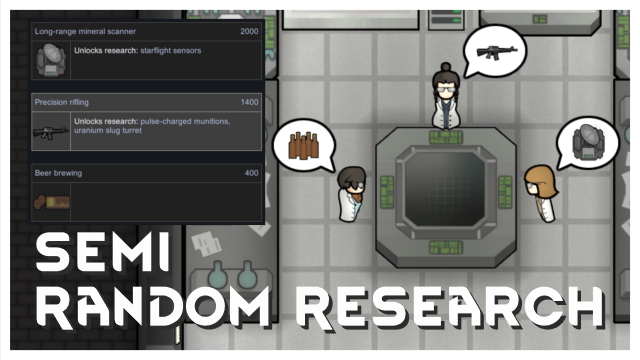 Long-range mineral scanner 2000
Unlocks research: starflight sensors
Precision rifling 1400
Unlocks research: pulse-charged munitions,
uranium slug turret
Beer brewing 400
SEMI
RANDOM RESEARCH